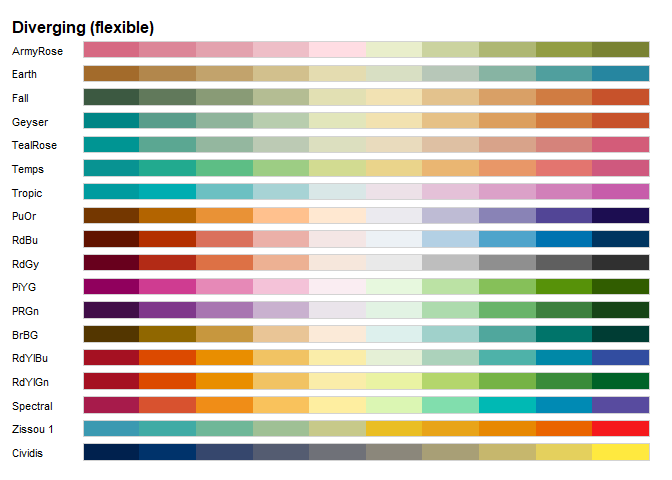 Diverging (flexible)
ArmyRose
Earth
Fall
Geyser
TealRose
Temps
Tropic
PuOr
RdBu
RdGy
PiYG
PRGn
BrBG
RdYlBu
RdYlGn
Spectral
Zissou 1
Cividis